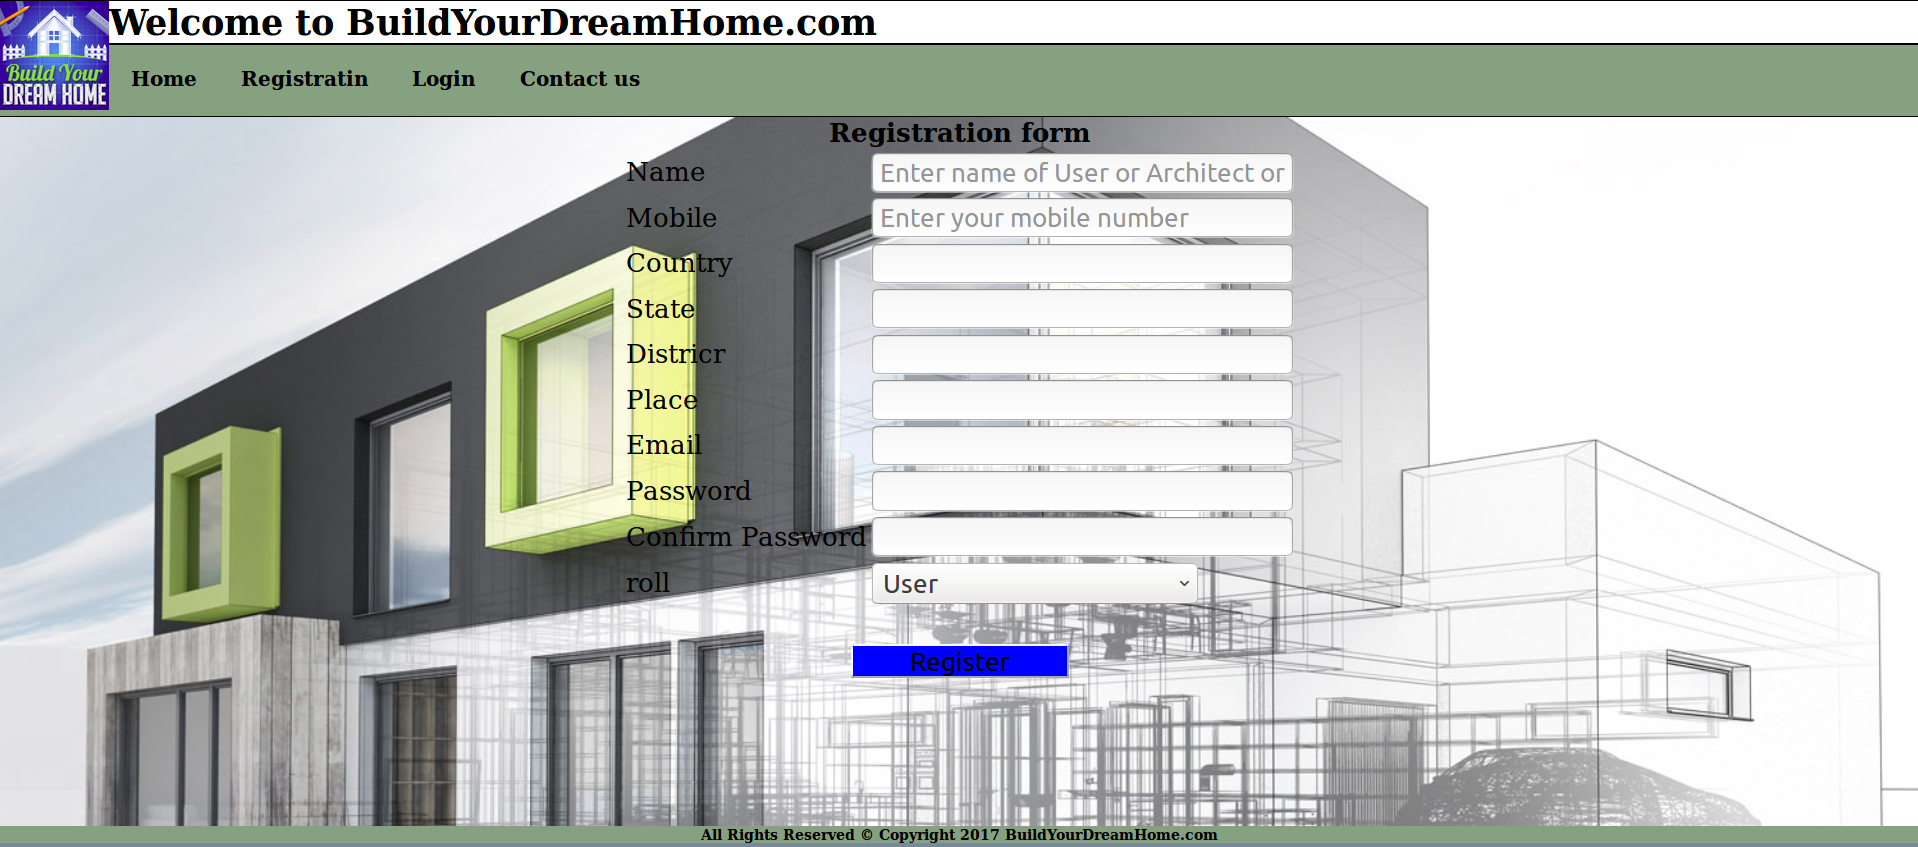 Welcome to BuildYourDreamHome.com
Build Your
DREAM HOME
Home Registratin Login Contact us
Registration form
Name Enter name of User or Architect or
Mobile Enter your mobile number
Country
State
Districr
Place
Email
Password
Confirm Password
roll User
Register
All Rights Reserved © Copyright 2017 BuildYourDreamHome.com